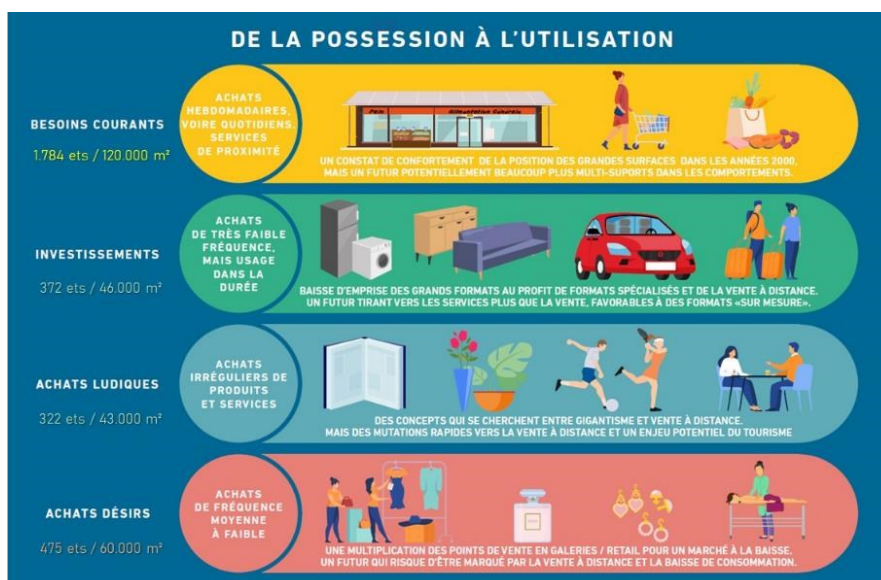 DE LA POSSESSION À L'UTILISATION
BESOINS COURANTS
1.784 ets / 120.000 m²
ACHATS
HEBDOMADAIRES,
VOIRE QUOTIDIENS.
SERVICES
DE PROXIMITÉ
Pain
Alimentation Générale
UN CONSTAT DE CONFORTEMENT DE LA POSITION DES GRANDES SURFACES DANS LES ANNÉES 2000.
MAIS UN FUTUR POTENTIELLEMENT BEAUCOUP PLUS MULTI-SUPORTS DANS LES COMPORTEMENTS.
INVESTISSEMENTS
372 ets / 46.000 m²
ACHATS
DE TRÈS FAIBLE
FRÉQUENCE,
MAIS USAGE
DANS LA
DURÉE
BAISSE D'EMPRISE DES GRANDS FORMATS AU PROFIT DE FORMATS SPÉCIALISÉS ET DE LA VENTE À DISTANCE.
UN FUTUR TIRANT VERS LES SERVICES PLUS QUE LA VENTE, FAVORABLES À DES FORMATS «SUR MESURE».
ACHATS LUDIQUES
322 ets / 43.000 m²
ACHATS
IRRÉGULIERS DE
PRODUITS
ET SERVICES
DES CONCEPTS QUI SE CHERCHENT ENTRE GIGANTISME ET VENTE À DISTANCE.
MAIS DES MUTATIONS RAPIDES VERS LA VENTE À DISTANCE ET UN ENJEU POTENTIEL DU TOURISME
ACHATS DÉSIRS
475 ets / 60.000 m²
ACHATS
DE FRÉQUENCE
MOYENNE
À FAIBLE
UNE MULTIPLICATION DES POINTS DE VENTE EN GALERIES / RETAIL POUR UN MARCHÉ À LA BAISSE.
UN FUTUR QUI RISQUE D'ÊTRE MARQUÉ PAR LA VENTE À DISTANCE ET LA BAISSE DE CONSOMMATION.